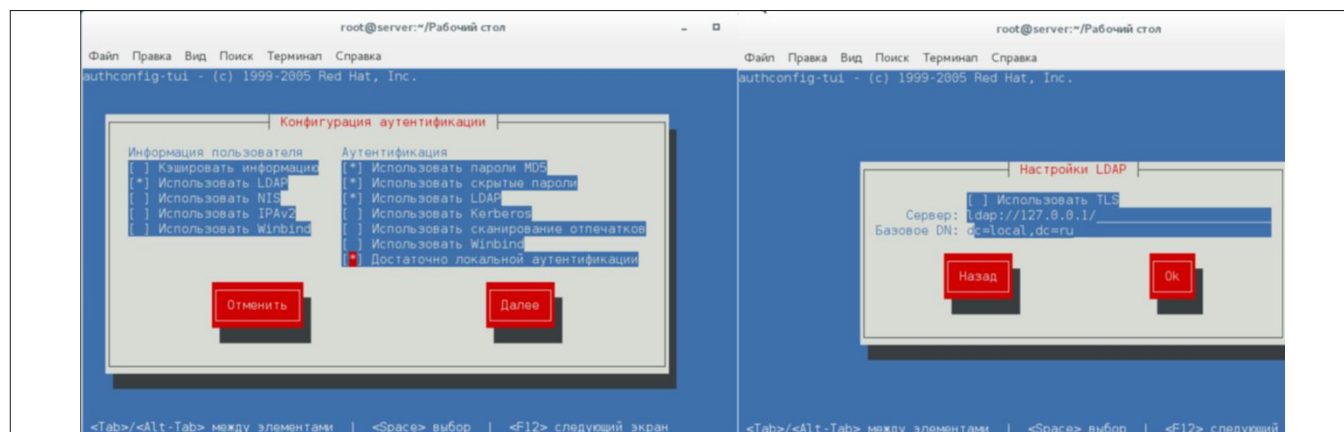 root@server:~/Рабочий стол
Файл Правка Вид Поиск Терминал Справка
authconfig-tui - (c) 1999-2005 Red Hat, Inc.
Конфигурация аутентификации
Информация пользователя
[ ] Кэшировать информацию
[*] Использовать LDAP
[ ] Использовать NIS
[ ] Использовать IPAv2
[ ] Использовать Winbind
Аутентификация
[*] Использовать пароли MD5
[*] Использовать скрытые пароли
[*] Использовать LDAP
[ ] Использовать Kerberos
[ ] Использовать сканирование отпечатков
[ ] Использовать Winbind
[*] Достаточно локальной аутентификации
Отменить
Далее
<Tab>/<Alt-Tab> между элементами | <Space> выбор | <F12> следующий экран
root@server:~/Рабочий стол
Файл Правка Вид Поиск Терминал Справка
authconfig-tui - (c) 1999-2005 Red Hat, Inc.
Настройки LDAP
[ ] Использовать TLS
Сервер: ldap://127.0.0.1/
Базовое DN: dc=local,dc=ru
Назад
Ok
<Tab>/<Alt-Tab> между элементами | <Space> выбор | <F12> следующий